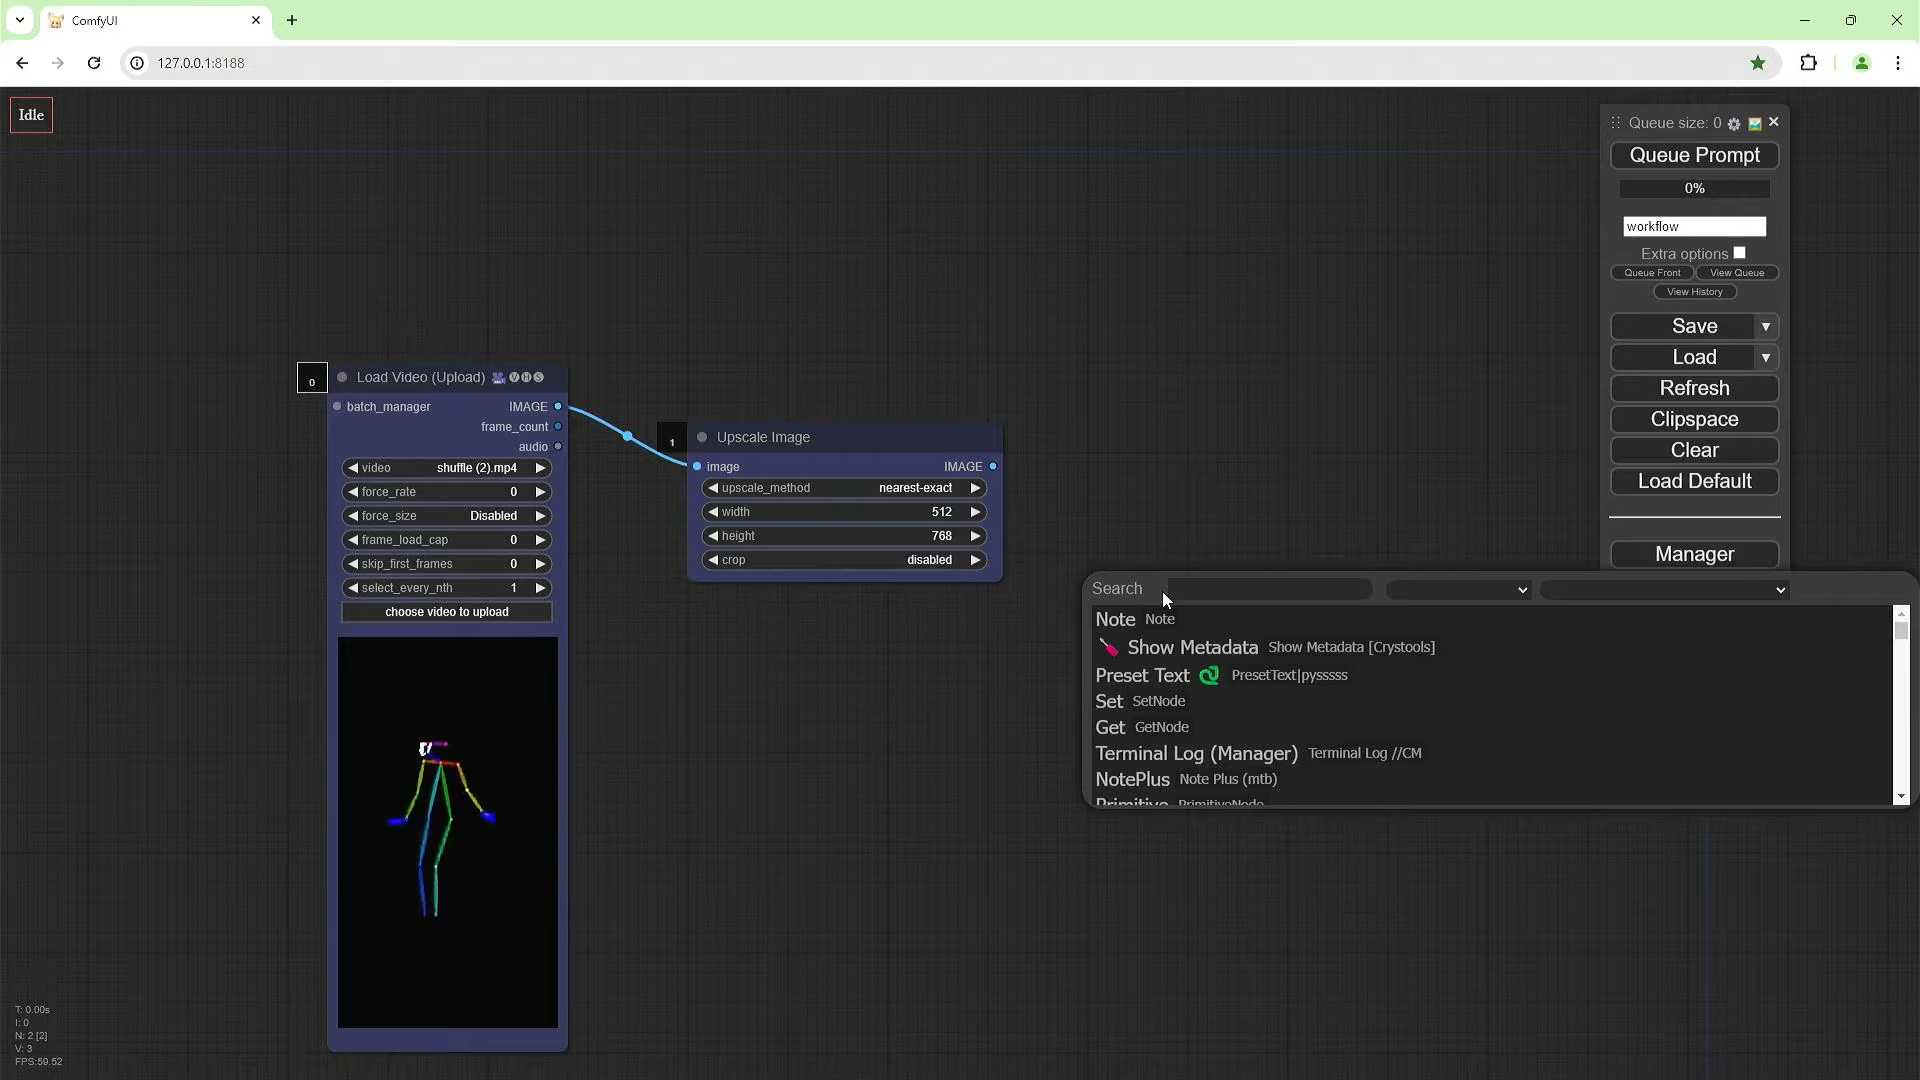 ComfyUI
127.0.0.1:8188
Idle
Queue size: 0
Queue Prompt
0%
workflow
Extra options
Queue Front View Queue
View History
Save
Load
Refresh
Clipspace
Clear
Load Default
Manager
0
Load Video (Upload) VHS
batch_manager IMAGE
frame_count
audio
video shuffle (2).mp4
force_rate 0
force_size Disabled
frame_load_cap 0
skip_first_frames 0
select_every_nth 1
choose video to upload
1
Upscale Image
image IMAGE
upscale_method nearest-exact
width 512
height 768
crop disabled
Search
Note Note
Show Metadata Show Metadata [Crystools]
Preset Text PresetText|pysssss
Set SetNode
Get GetNode
Terminal Log (Manager) Terminal Log //CM
NotePlus Note Plus (mtb)
Primitive PrimitiveNode
T: 0.00s
I: 0
N: 2 [2]
V: 3
FPS:59.52